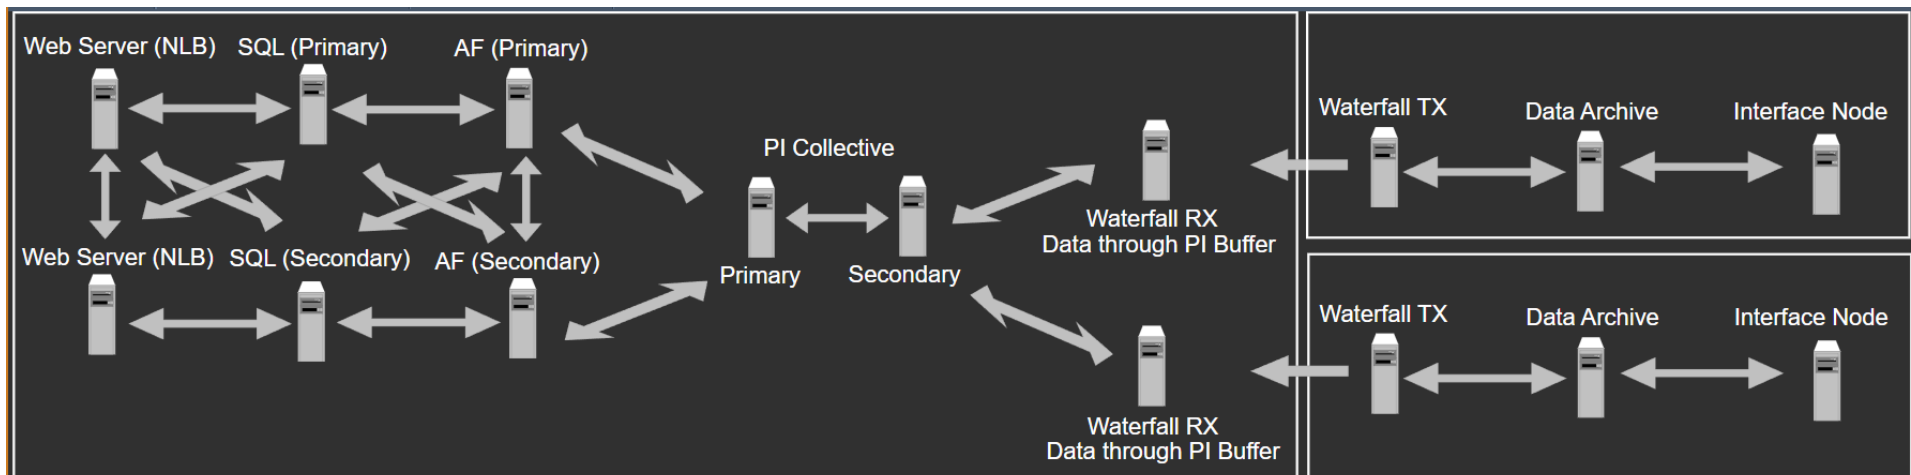 Web Server (NLB)
SQL (Primary)
AF (Primary)
Web Server (NLB)
SQL (Secondary)
AF (Secondary)
PI Collective
Primary
Secondary
Waterfall RX
Data through PI Buffer
Waterfall RX
Data through PI Buffer
Waterfall TX
Data Archive
Interface Node
Waterfall TX
Data Archive
Interface Node